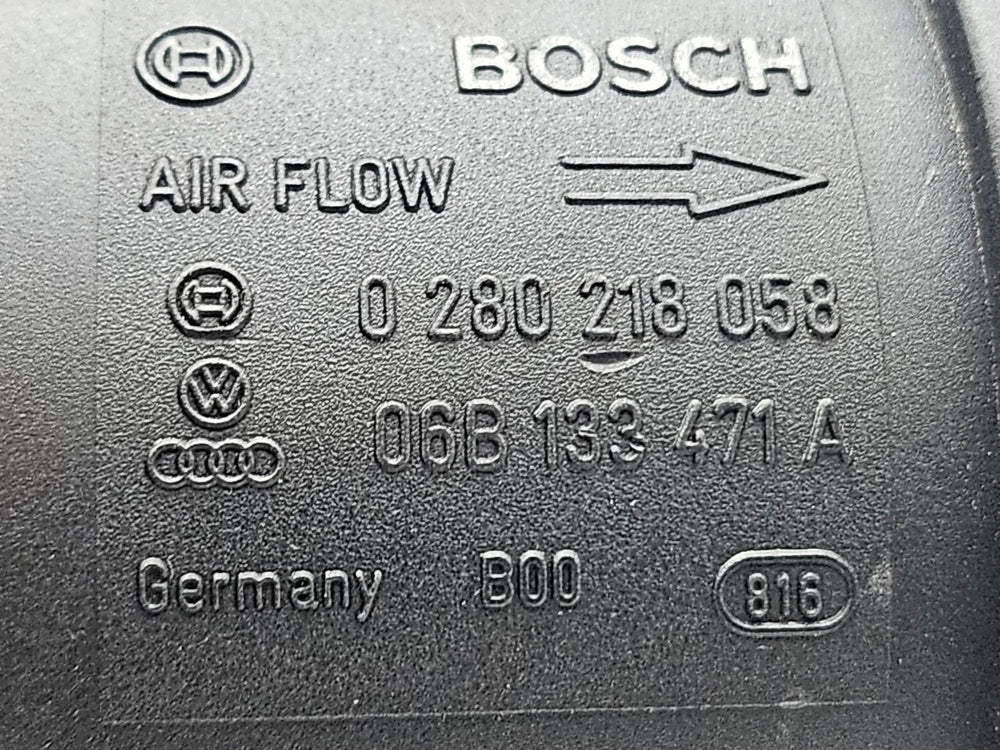 BOSCH
AIR FLOW
0 280 218 058
06B 133 471 A
Germany B00 816